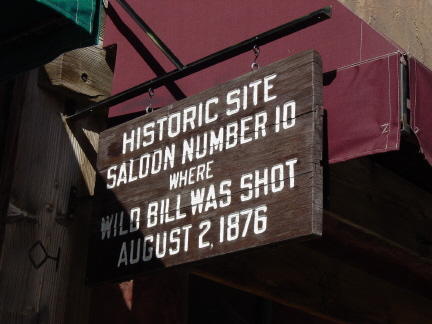 HISTORIC SITE
SALOON NUMBER 10
WHERE
WILD BILL WAS SHOT
AUGUST 2, 1876